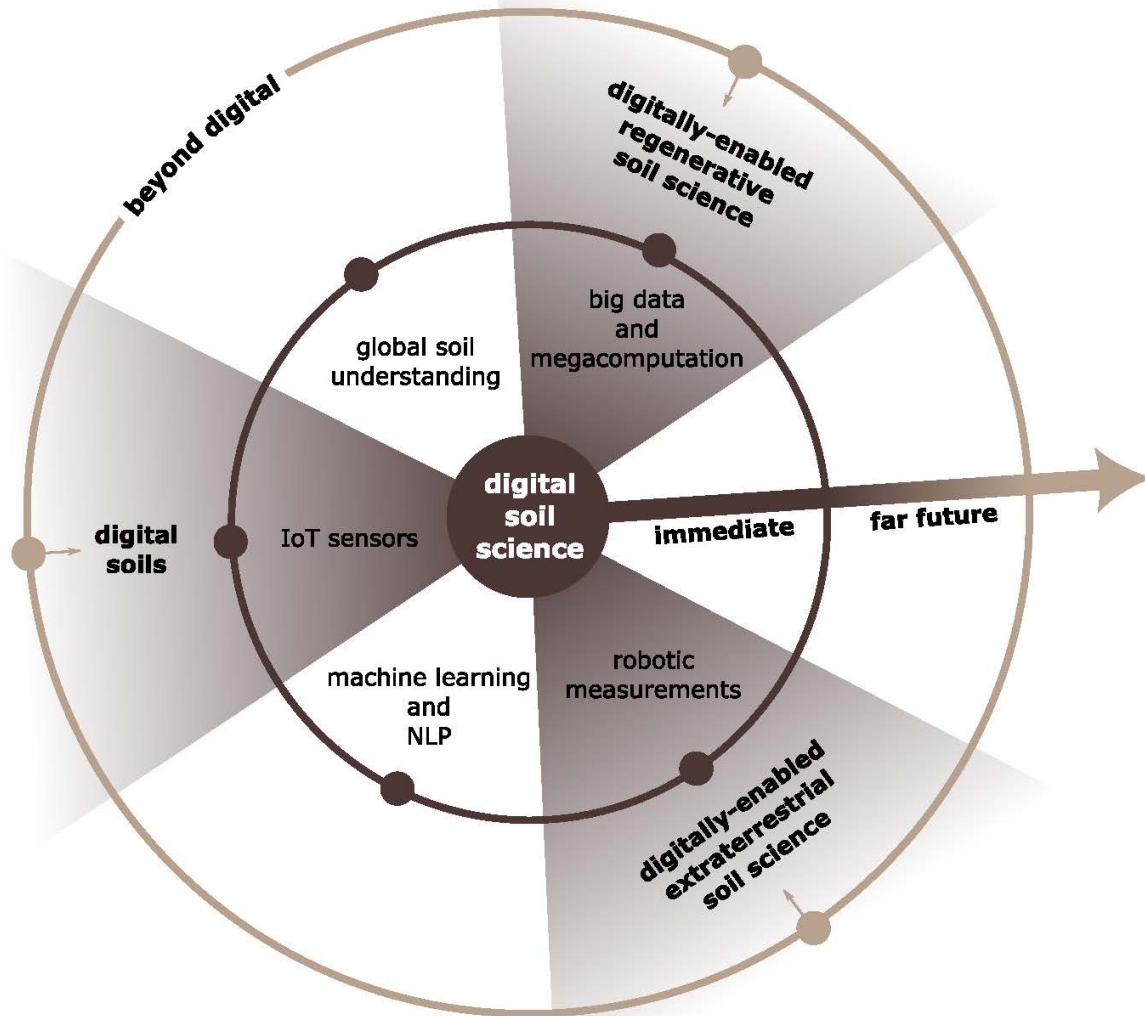 beyond digital
digitally-enabled
regenerative
soil science
big data
and
megacomputation
global soil
understanding
digital
soil
science
immediate
far future
digital
soils
IoT sensors
machine learning
and
NLP
robotic
measurements
digitally-enabled
extraterrestrial
soil science